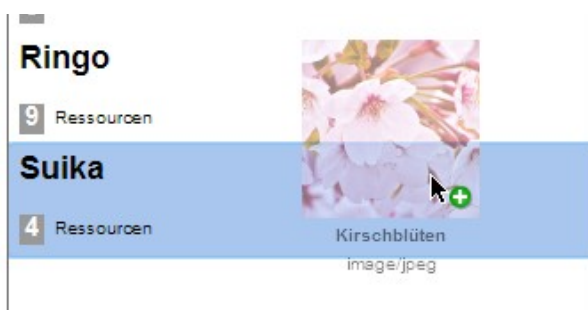 Ringo
9 Ressourcen
Suika
4 Ressourcen
Kirschblüten
image/jpeg